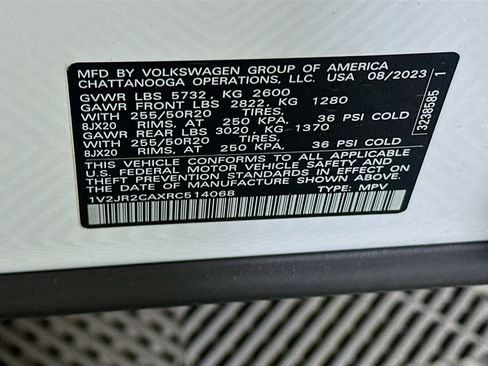 MFD BY VOLKSWAGEN GROUP OF AMERICA
CHATTANOOGA OPERATIONS, LLC. USA 08/2023
GVWR LBS 5732, KG 2600
GAWR FRONT LBS 2822, KG 1280
WITH 255/50R20 TIRES,
8JX20 RIMS, AT 250 KPA, 36 PSI COLD
GAWR REAR LBS 3020, KG 1370
WITH 255/50R20 TIRES,
8JX20 RIMS, AT 250 KPA, 36 PSI COLD
THIS VEHICLE CONFORMS TO ALL APPLICABLE
U.S. FEDERAL MOTOR VEHICLE SAFETY AND
THEFT PREVENTION STANDARDS IN EFFECT ON
THE DATE OF MANUFACTURE SHOWN ABOVE.
1V2JR2CAXRC514068 TYPE: MPV
3238585 1